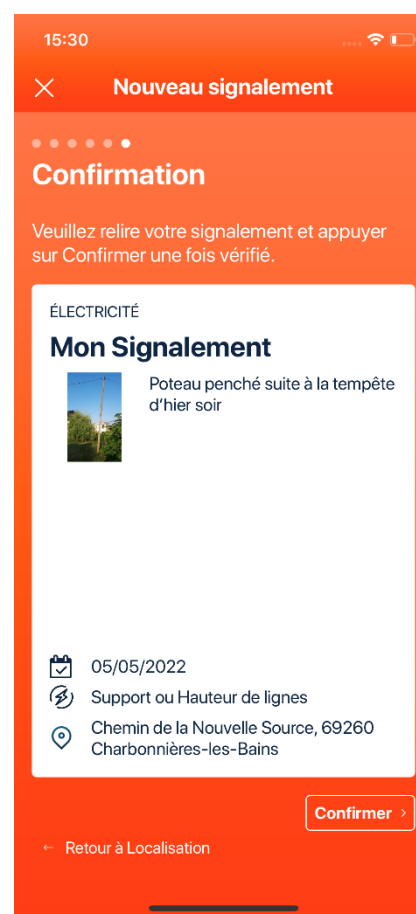 15:30
Nouveau signalement
Confirmation
Veuillez relire votre signalement et appuyer
sur Confirmer une fois vérifié.
ÉLECTRICITÉ
Mon Signalement
Poteau penché suite à la tempête
d'hier soir
05/05/2022
Support ou Hauteur de lignes
Chemin de la Nouvelle Source, 69260
Charbonnières-les-Bains
Confirmer >
← Retour à Localisation